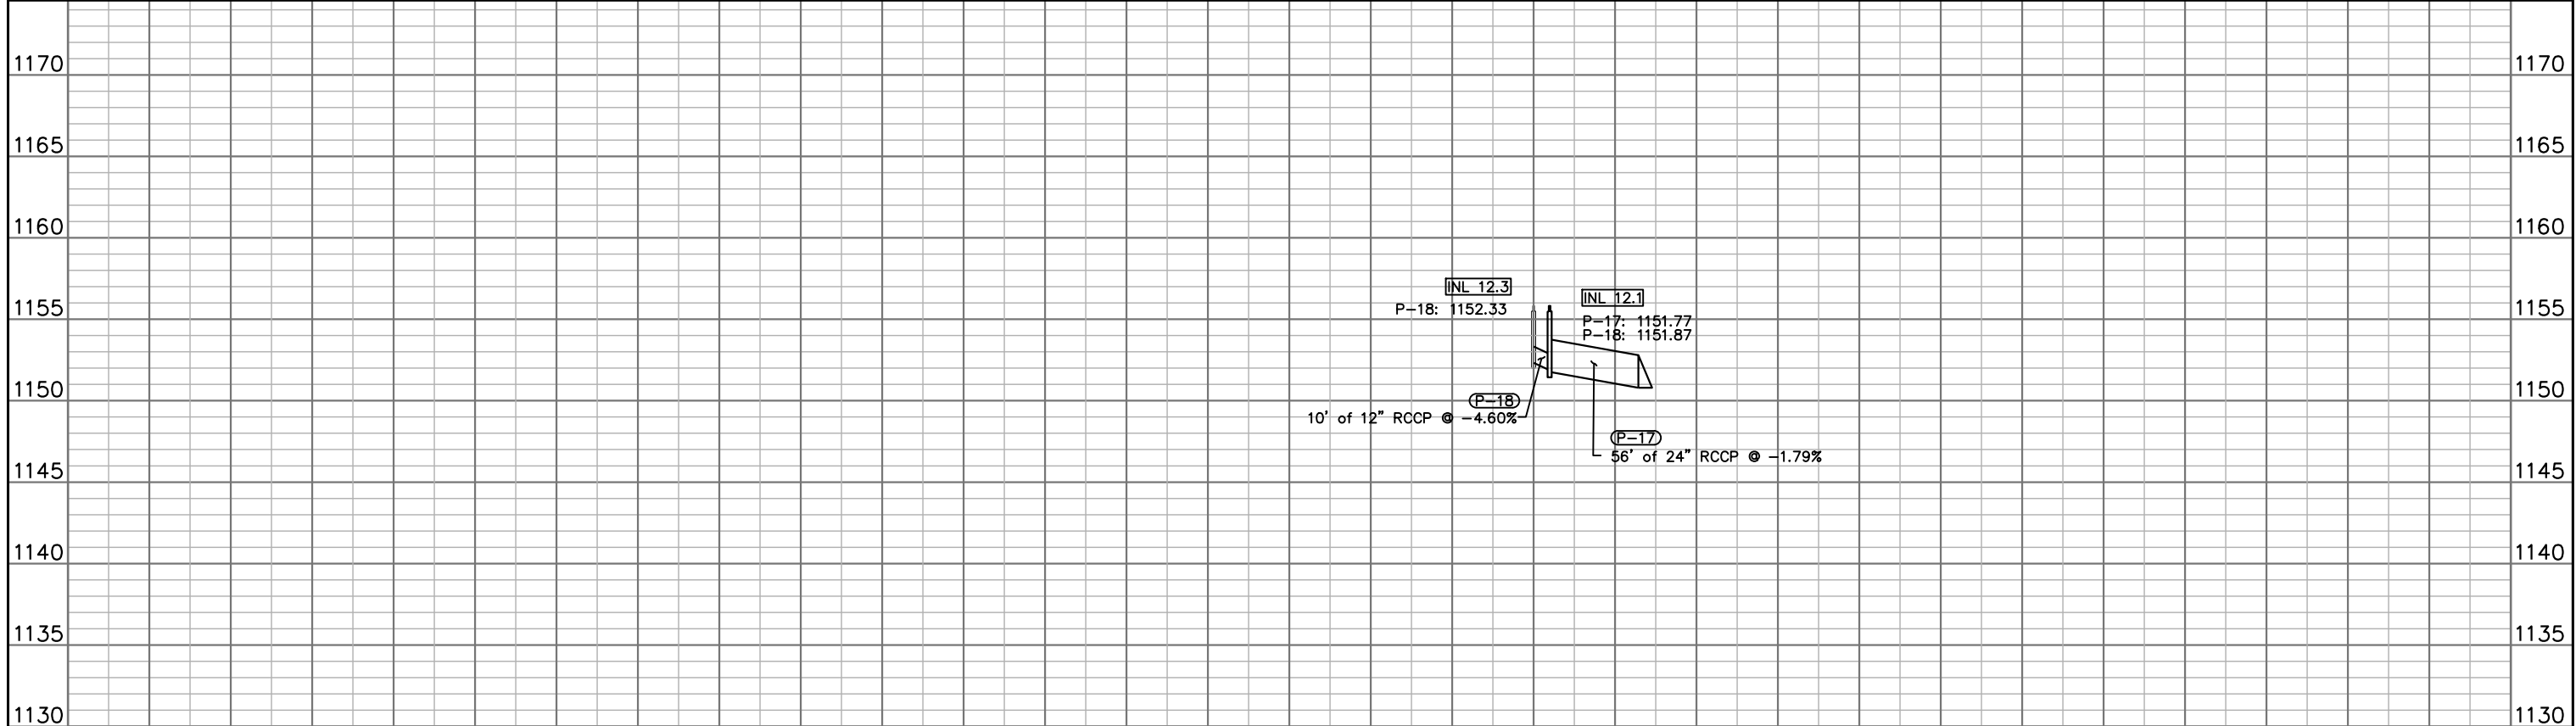 1170 1170
1165 1165
1160 1160
INL 12.3
INL 12.1
1155 P-18: 1152.33 1155
P-17: 1151.77
P-18: 1151.87
1150 1150
P-18
10' of 12" RCCP @ -4.60%
P-17
56' of 24" RCCP @ -1.79%
1145 1145
1140 1140
1135 1135
1130 1130